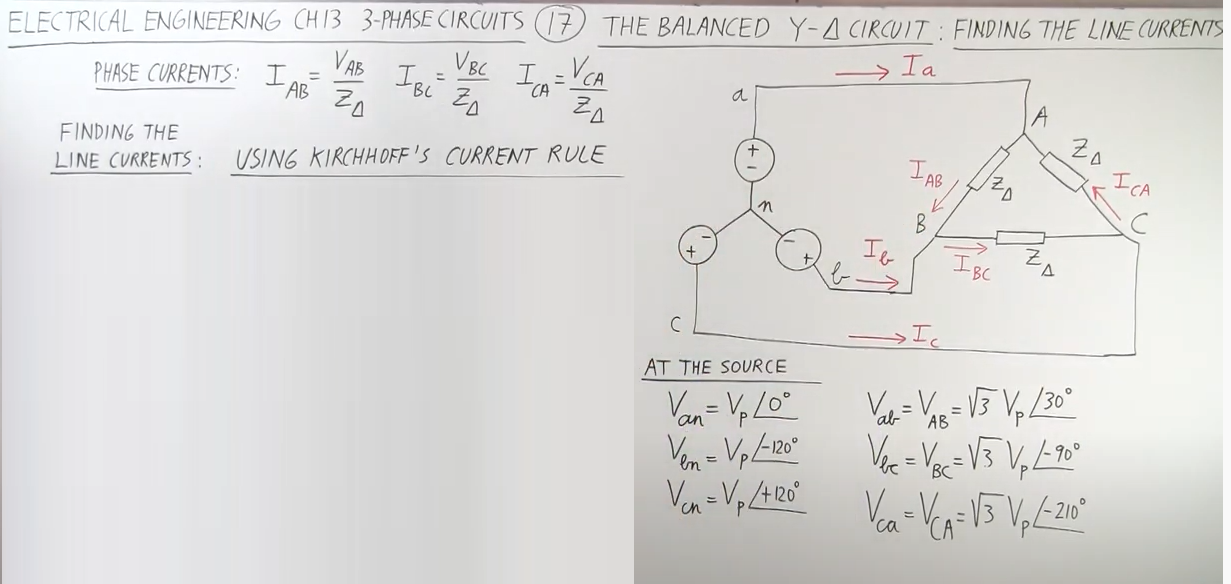 ELECTRICAL ENGINEERING CH 13 3-PHASE CIRCUITS 17 THE BALANCED Y-Δ CIRCUIT: FINDING THE LINE CURRENTS
PHASE CURRENTS: I_AB = V_AB/Z_Δ I_BC = V_BC/Z_Δ I_CA = V_CA/Z_Δ
FINDING THE
LINE CURRENTS: USING KIRCHHOFF'S CURRENT RULE
I_a
a
A
+
-
Z_Δ
I_AB
Z_Δ
I_CA
n
B
C
-
+
-
+
I_b
I_BC
Z_Δ
b
C
I_c
AT THE SOURCE
V_an = V_p ∠0°
V_bn = V_p ∠-120°
V_cn = V_p ∠+120°
V_ab = V_AB = √3 V_p ∠30°
V_bc = V_BC = √3 V_p ∠-90°
V_ca = V_CA = √3 V_p ∠-210°